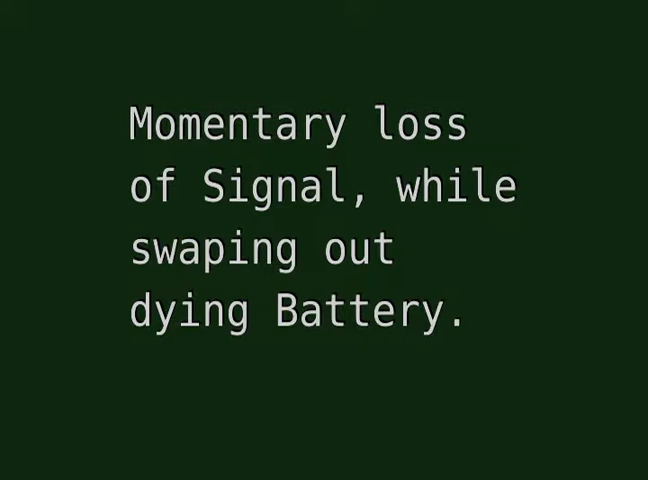 Momentary loss
of Signal, while
swaping out
dying Battery.